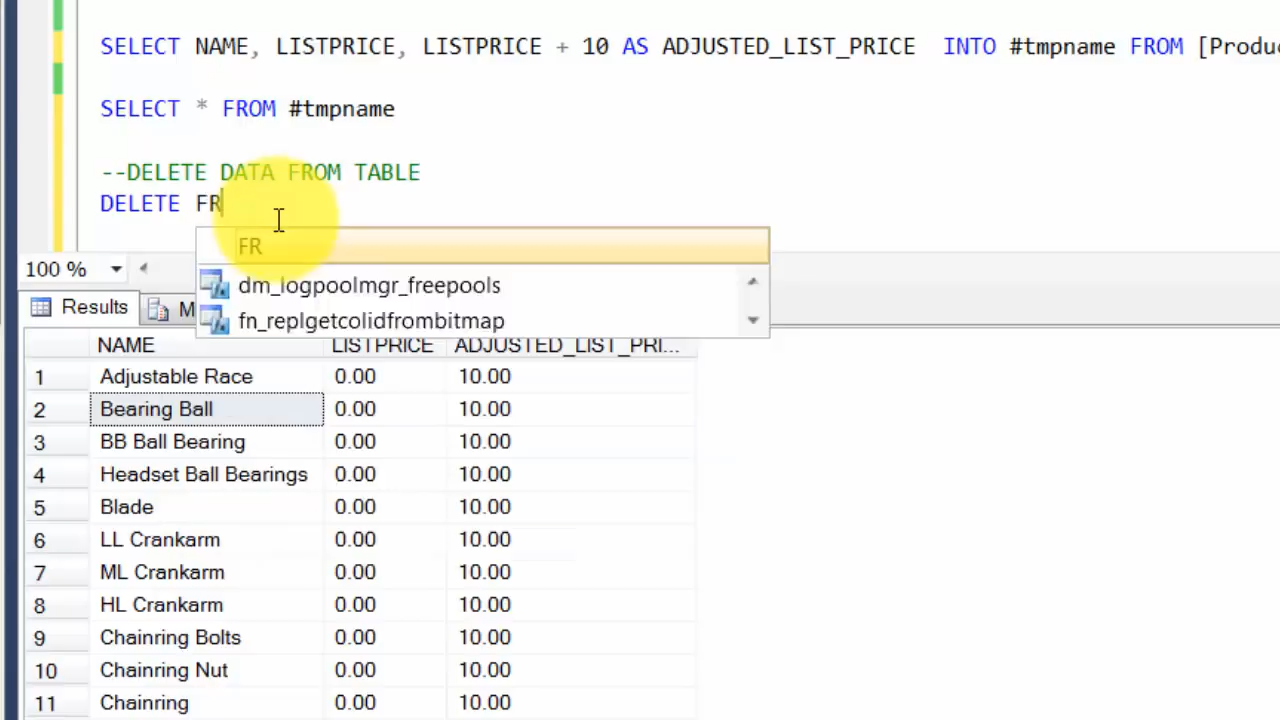 SELECT NAME, LISTPRICE, LISTPRICE + 10 AS ADJUSTED_LIST_PRICE  INTO #tmpname FROM [Produ
SELECT * FROM #tmpname
--DELETE DATA FROM TABLE
DELETE FR
FR
100 %
dm_logpoolmgr_freepools
Results M
fn_replgetcolidfrombitmap
NAME LISTPRICE ADJUSTED_LIST_PRI...
1 Adjustable Race 0.00 10.00
2 Bearing Ball 0.00 10.00
3 BB Ball Bearing 0.00 10.00
4 Headset Ball Bearings 0.00 10.00
5 Blade 0.00 10.00
6 LL Crankarm 0.00 10.00
7 ML Crankarm 0.00 10.00
8 HL Crankarm 0.00 10.00
9 Chainring Bolts 0.00 10.00
10 Chainring Nut 0.00 10.00
11 Chainring 0.00 10.00